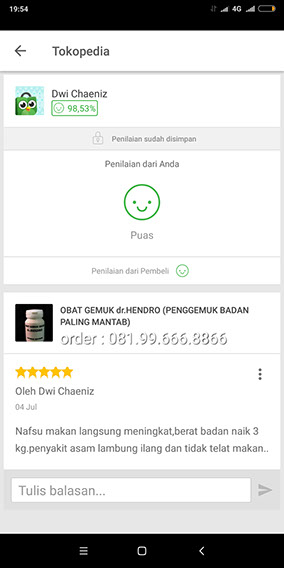 19:54
4G
Tokopedia
Dwi Chaeniz
98,53%
Penilaian sudah disimpan
Penilaian dari Anda
Puas
Penilaian dari Pembeli
OBAT GEMUK dr.HENDRO (PENGGEMUK BADAN
PALING MANTAB)
order : 081.99.666.8866
Oleh Dwi Chaeniz
04 Jul
Nafsu makan langsung meningkat,berat badan naik 3
kg.penyakit asam lambung ilang dan tidak telat makan..
Tulis balasan...